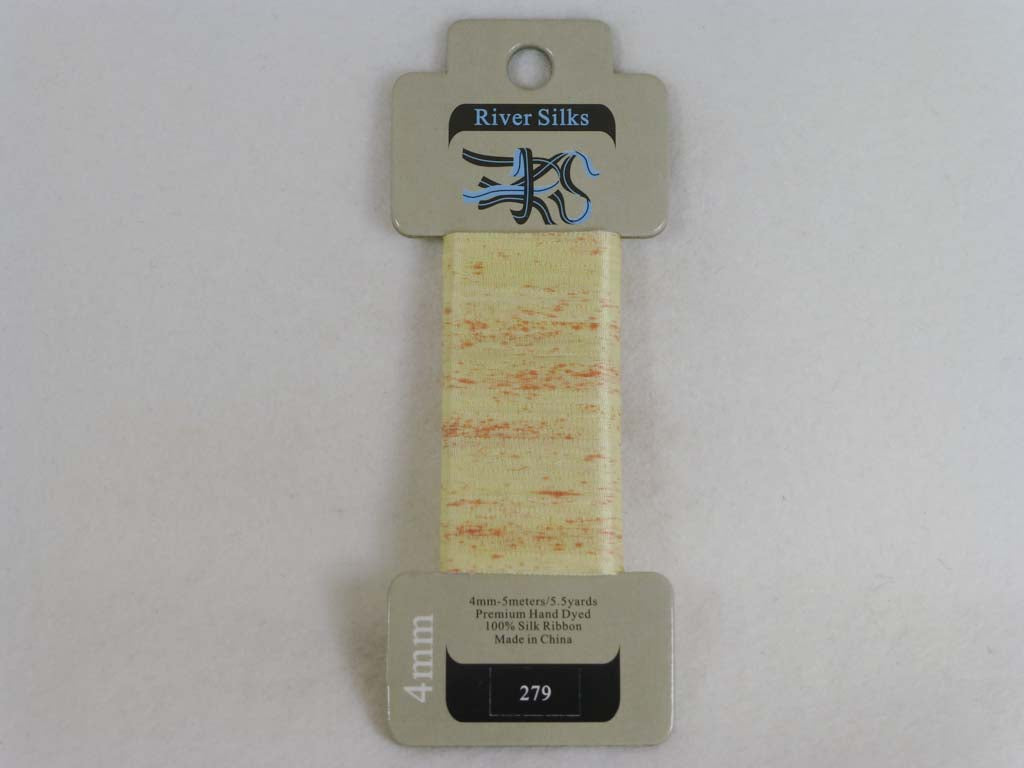 River Silks
4mm-5meters/5.5yards
Premium Hand Dyed
100% Silk Ribbon
Made in China
4mm
279